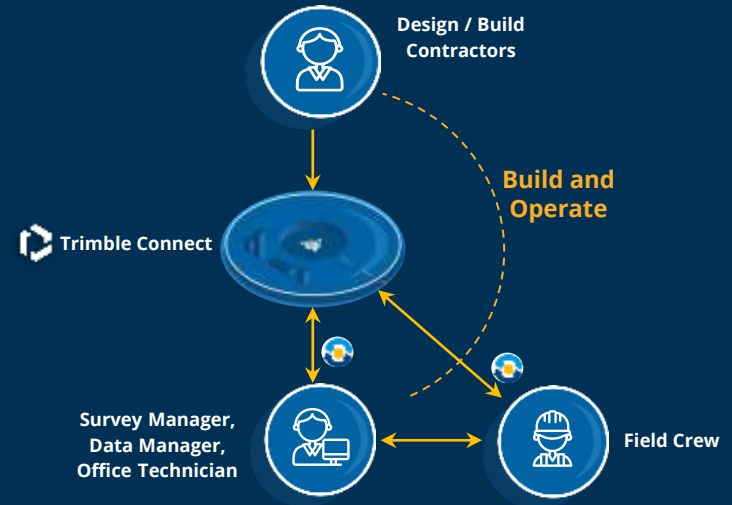 Design / Build
Contractors
Build and
Operate
Trimble Connect
Survey Manager,
Data Manager,
Office Technician
Field Crew